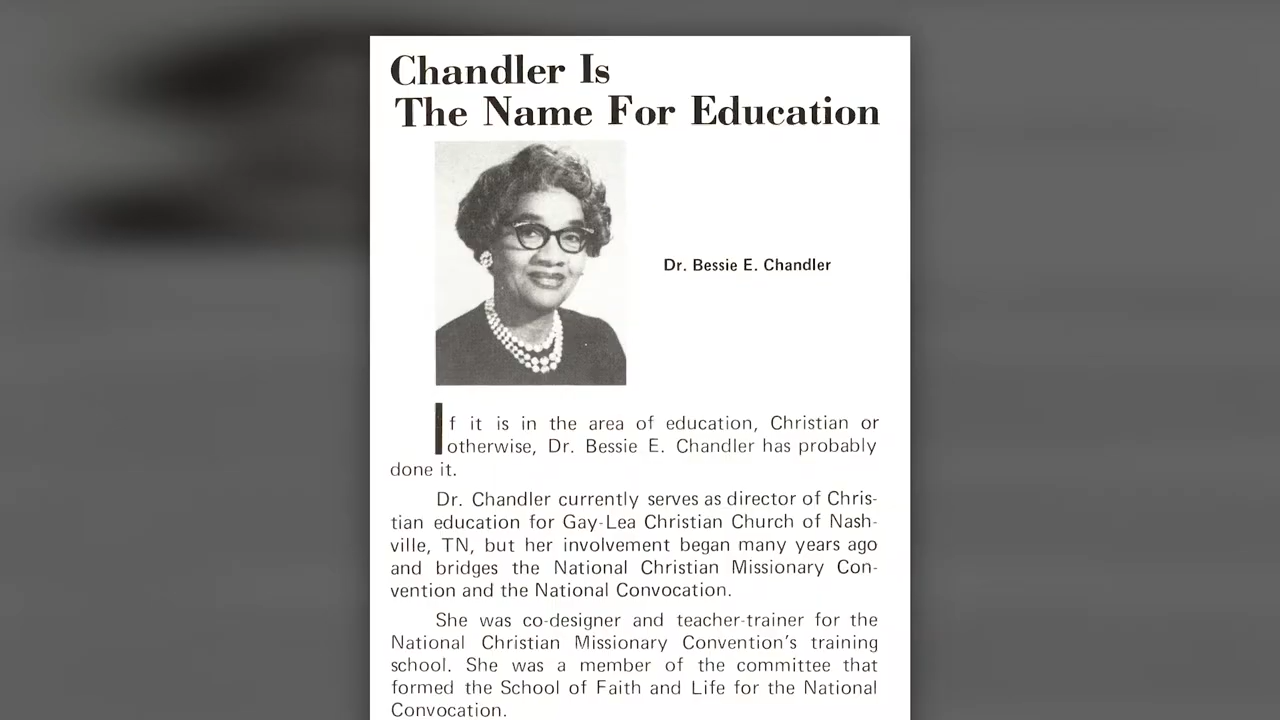 Chandler Is
The Name For Education
Dr. Bessie E. Chandler
If it is in the area of education, Christian or
otherwise, Dr. Bessie E. Chandler has probably
done it.
Dr. Chandler currently serves as director of Chris-
tian education for Gay-Lea Christian Church of Nash-
ville, TN, but her involvement began many years ago
and bridges the National Christian Missionary Con-
vention and the National Convocation.
She was co-designer and teacher-trainer for the
National Christian Missionary Convention's training
school. She was a member of the committee that
formed the School of Faith and Life for the National
Convocation.